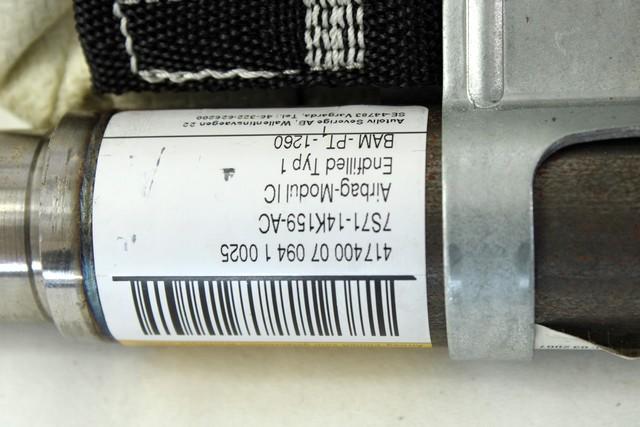 417400 07 094 1 0025
7S71-14K159-AC
Airbag-Modul IC
Endfilled Typ 1
BAM -PT -1260
Autoliv Sverige AB, Wallentinsvaegen 22
SE-44783 Vargarda, Tel.: 46-322-626200